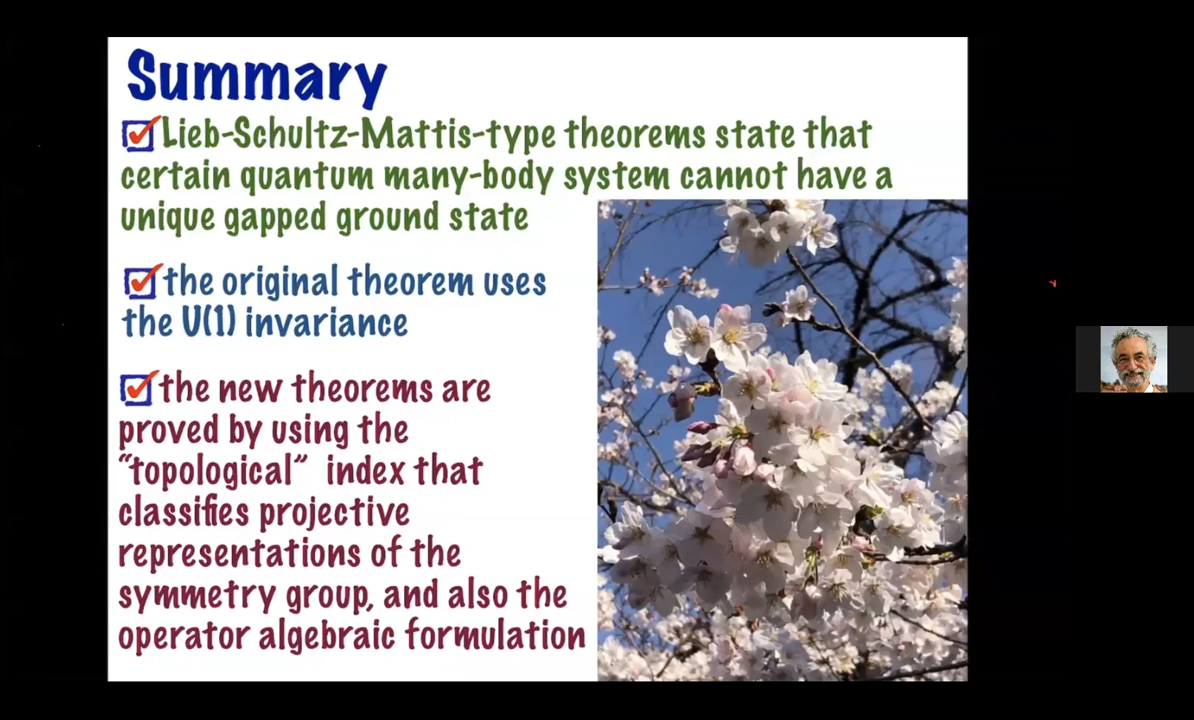 Summary
Lieb-Schultz-Mattis-type theorems state that
certain quantum many-body system cannot have a
unique gapped ground state
the original theorem uses
the U(1) invariance
the new theorems are
proved by using the
“topological” index that
classifies projective
representations of the
symmetry group, and also the
operator algebraic formulation